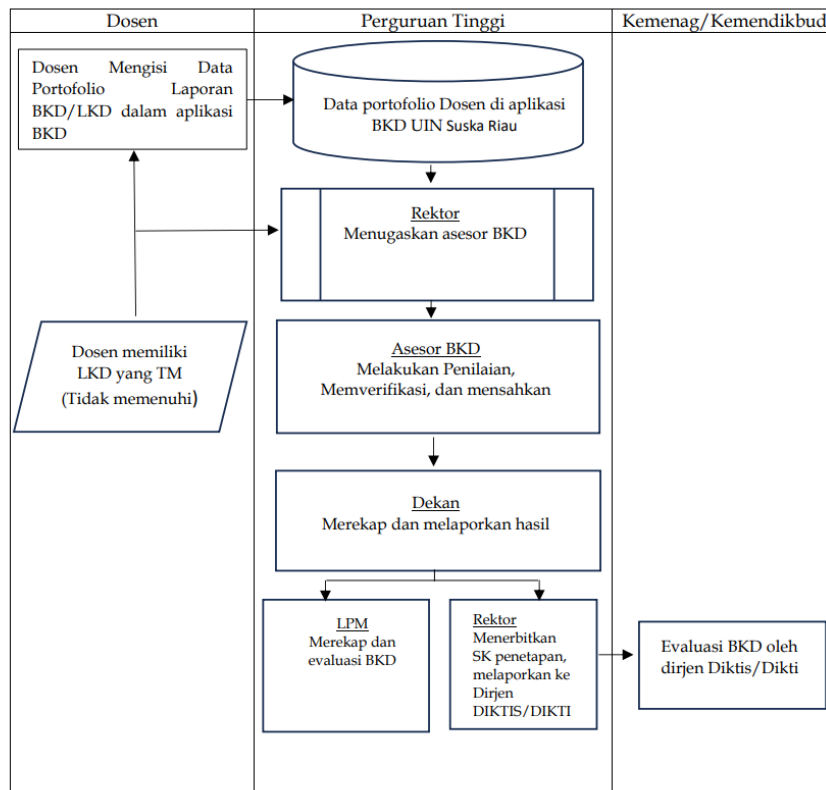 Dosen
Perguruan Tinggi
Kemenag/Kemendikbud
Dosen Mengisi Data
Portofolio Laporan
BKD/LKD dalam aplikasi
BKD
Data portofolio Dosen di aplikasi
BKD UIN Suska Riau
Rektor
Menugaskan asesor BKD
Dosen memiliki
LKD yang TM
(Tidak memenuhi)
Asesor BKD
Melakukan Penilaian,
Memverifikasi, dan mensahkan
Dekan
Merekap dan melaporkan hasil
LPM
Merekap dan
evaluasi BKD
Rektor
Menerbitkan
SK penetapan,
melaporkan ke
Dirjen
DIKTIS/DIKTI
Evaluasi BKD oleh
dirjen Diktis/Dikti